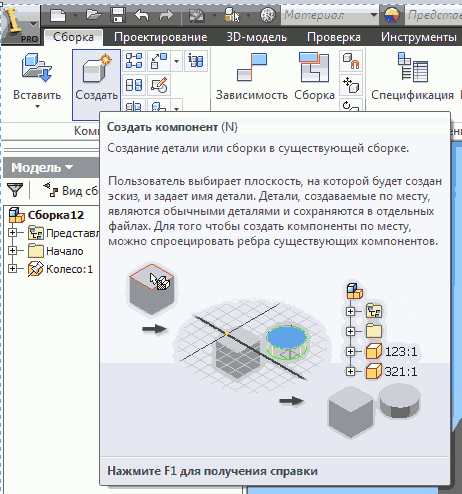 PRO
Материал
Представ
Сборка Проектирование 3D-модель Проверка Инструменты
Вставить Создать Зависимость Сборка Спецификация
Комп
Создать компонент (N)
Создание детали или сборки в существующей сборке.
Пользователь выбирает плоскость, на которой будет создан
эскиз, и задает имя детали. Детали, создаваемые по месту,
являются обычными деталями и сохраняются в отдельных
файлах. Для того чтобы создать компоненты по месту,
можно спроецировать ребра существующих компонентов.
Модель
Вид сб
Сборка12
Представл
Начало
Колесо:1
123:1
321:1
Нажмите F1 для получения справки